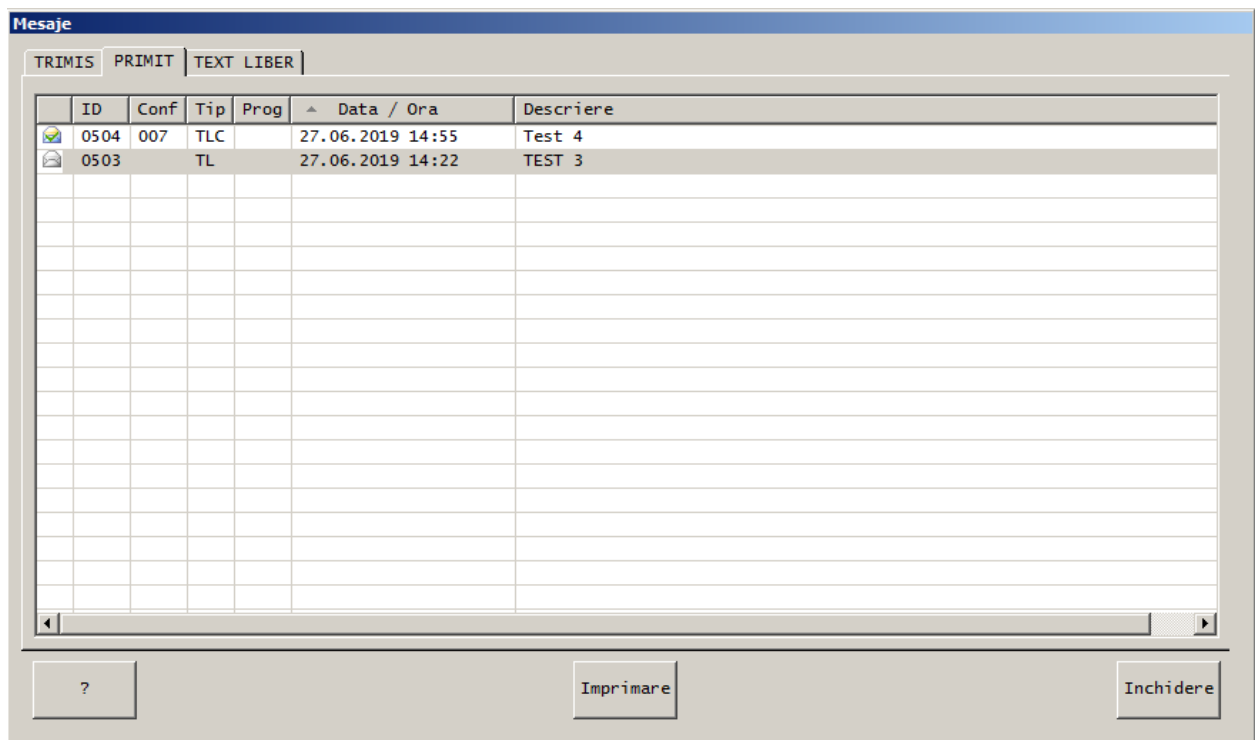 Mesaje
TRIMIS PRIMIT TEXT LIBER
ID Conf Tip Prog Data / Ora Descriere
0504 007 TLC 27.06.2019 14:55 Test 4
0503 TL 27.06.2019 14:22 TEST 3
? Imprimare Inchidere